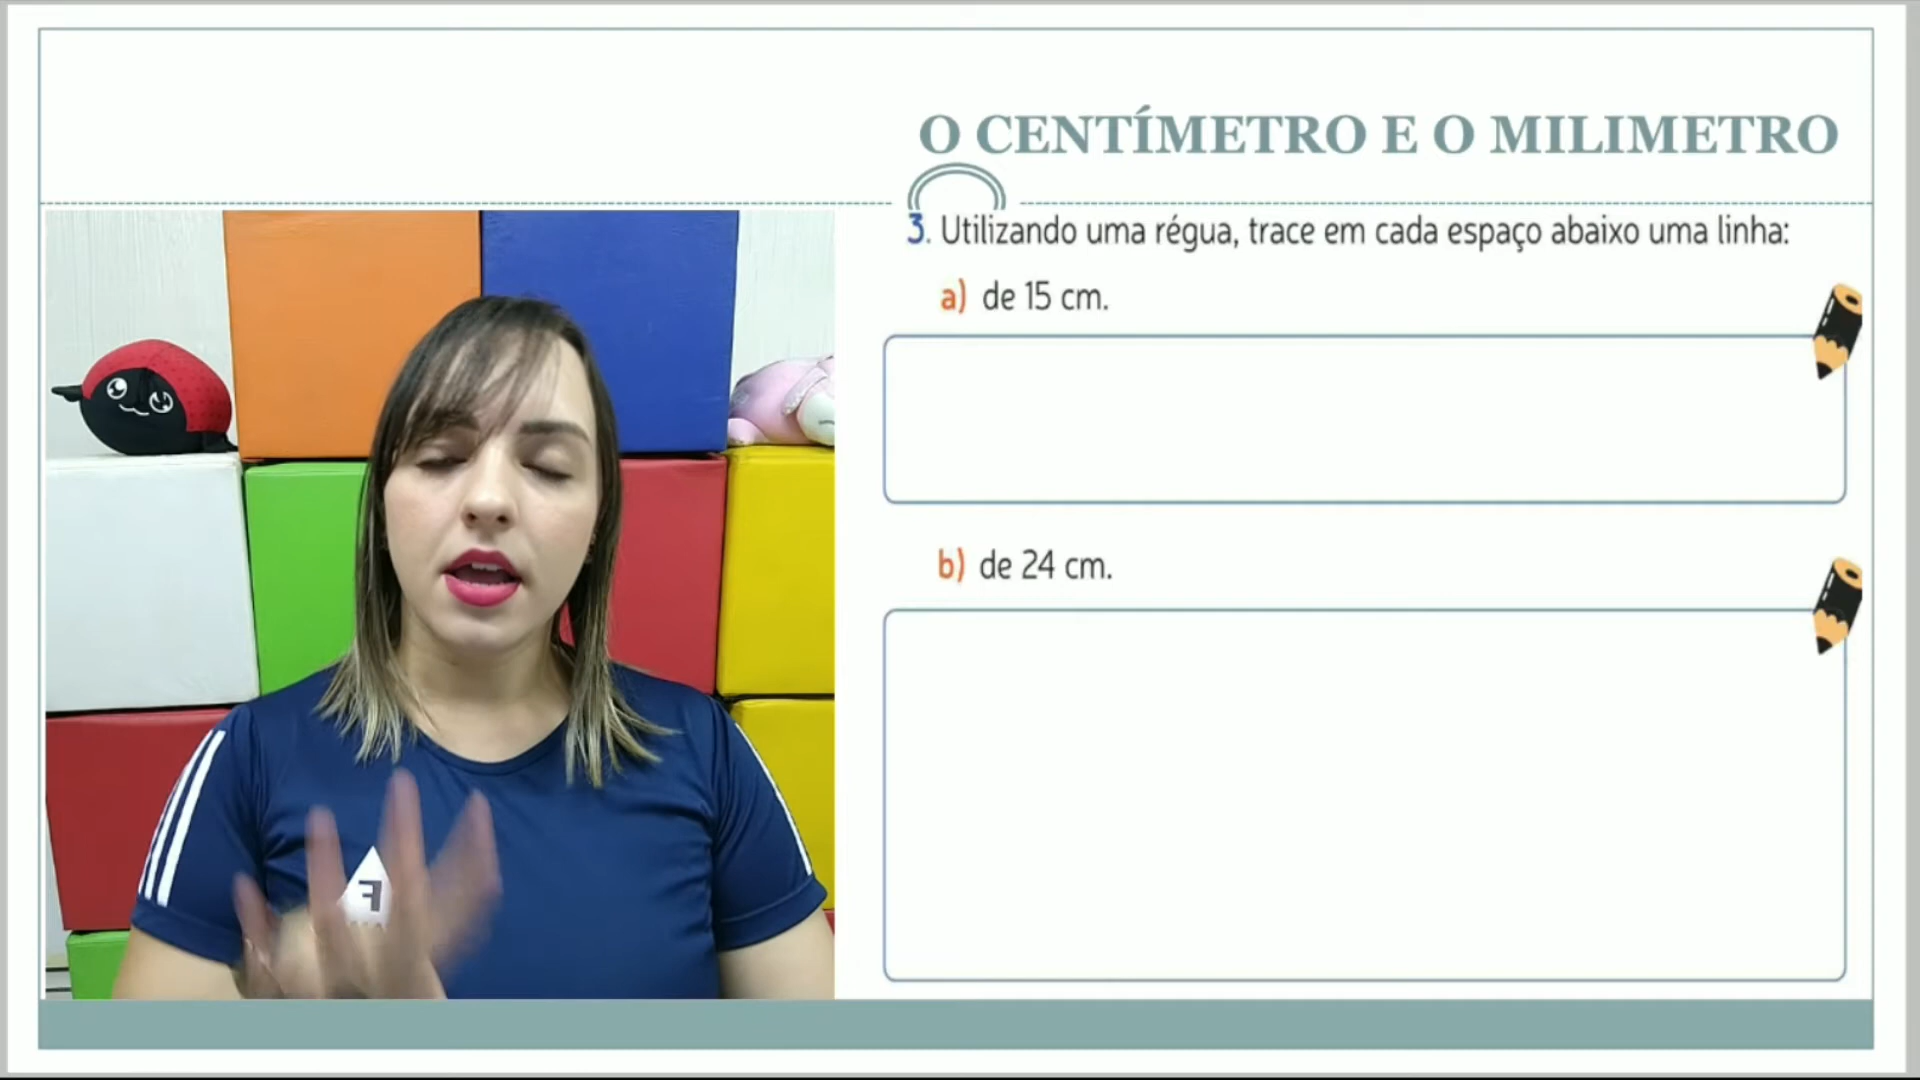 O CENTÍMETRO E O MILIMETRO
3. Utilizando uma régua, trace em cada espaço abaixo uma linha:
a) de 15 cm.
b) de 24 cm.
F